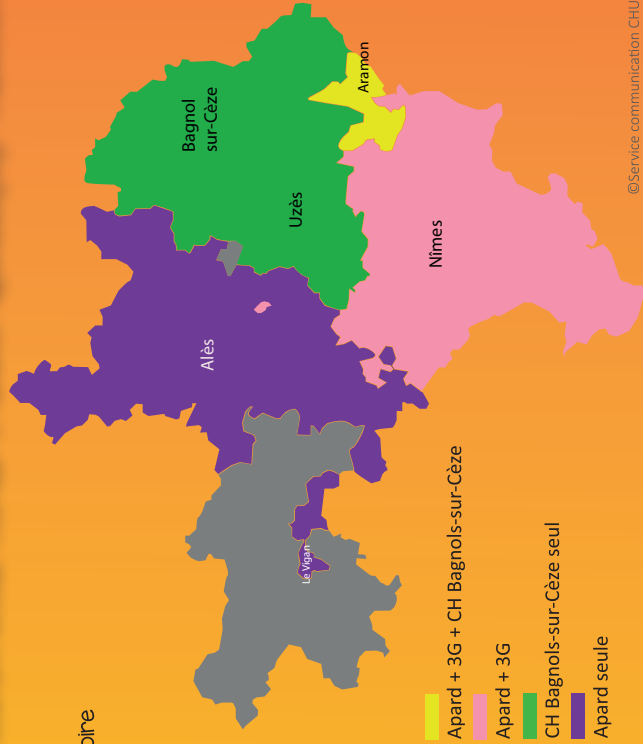 oire
Bagnol
sur-Cèze
Aramon
Uzès
Nîmes
Alès
Le Vigan
Apard + 3G + CH Bagnols-sur-Cèze
Apard + 3G
CH Bagnols-sur-Cèze seul
Apard seule
©Service communication CHU